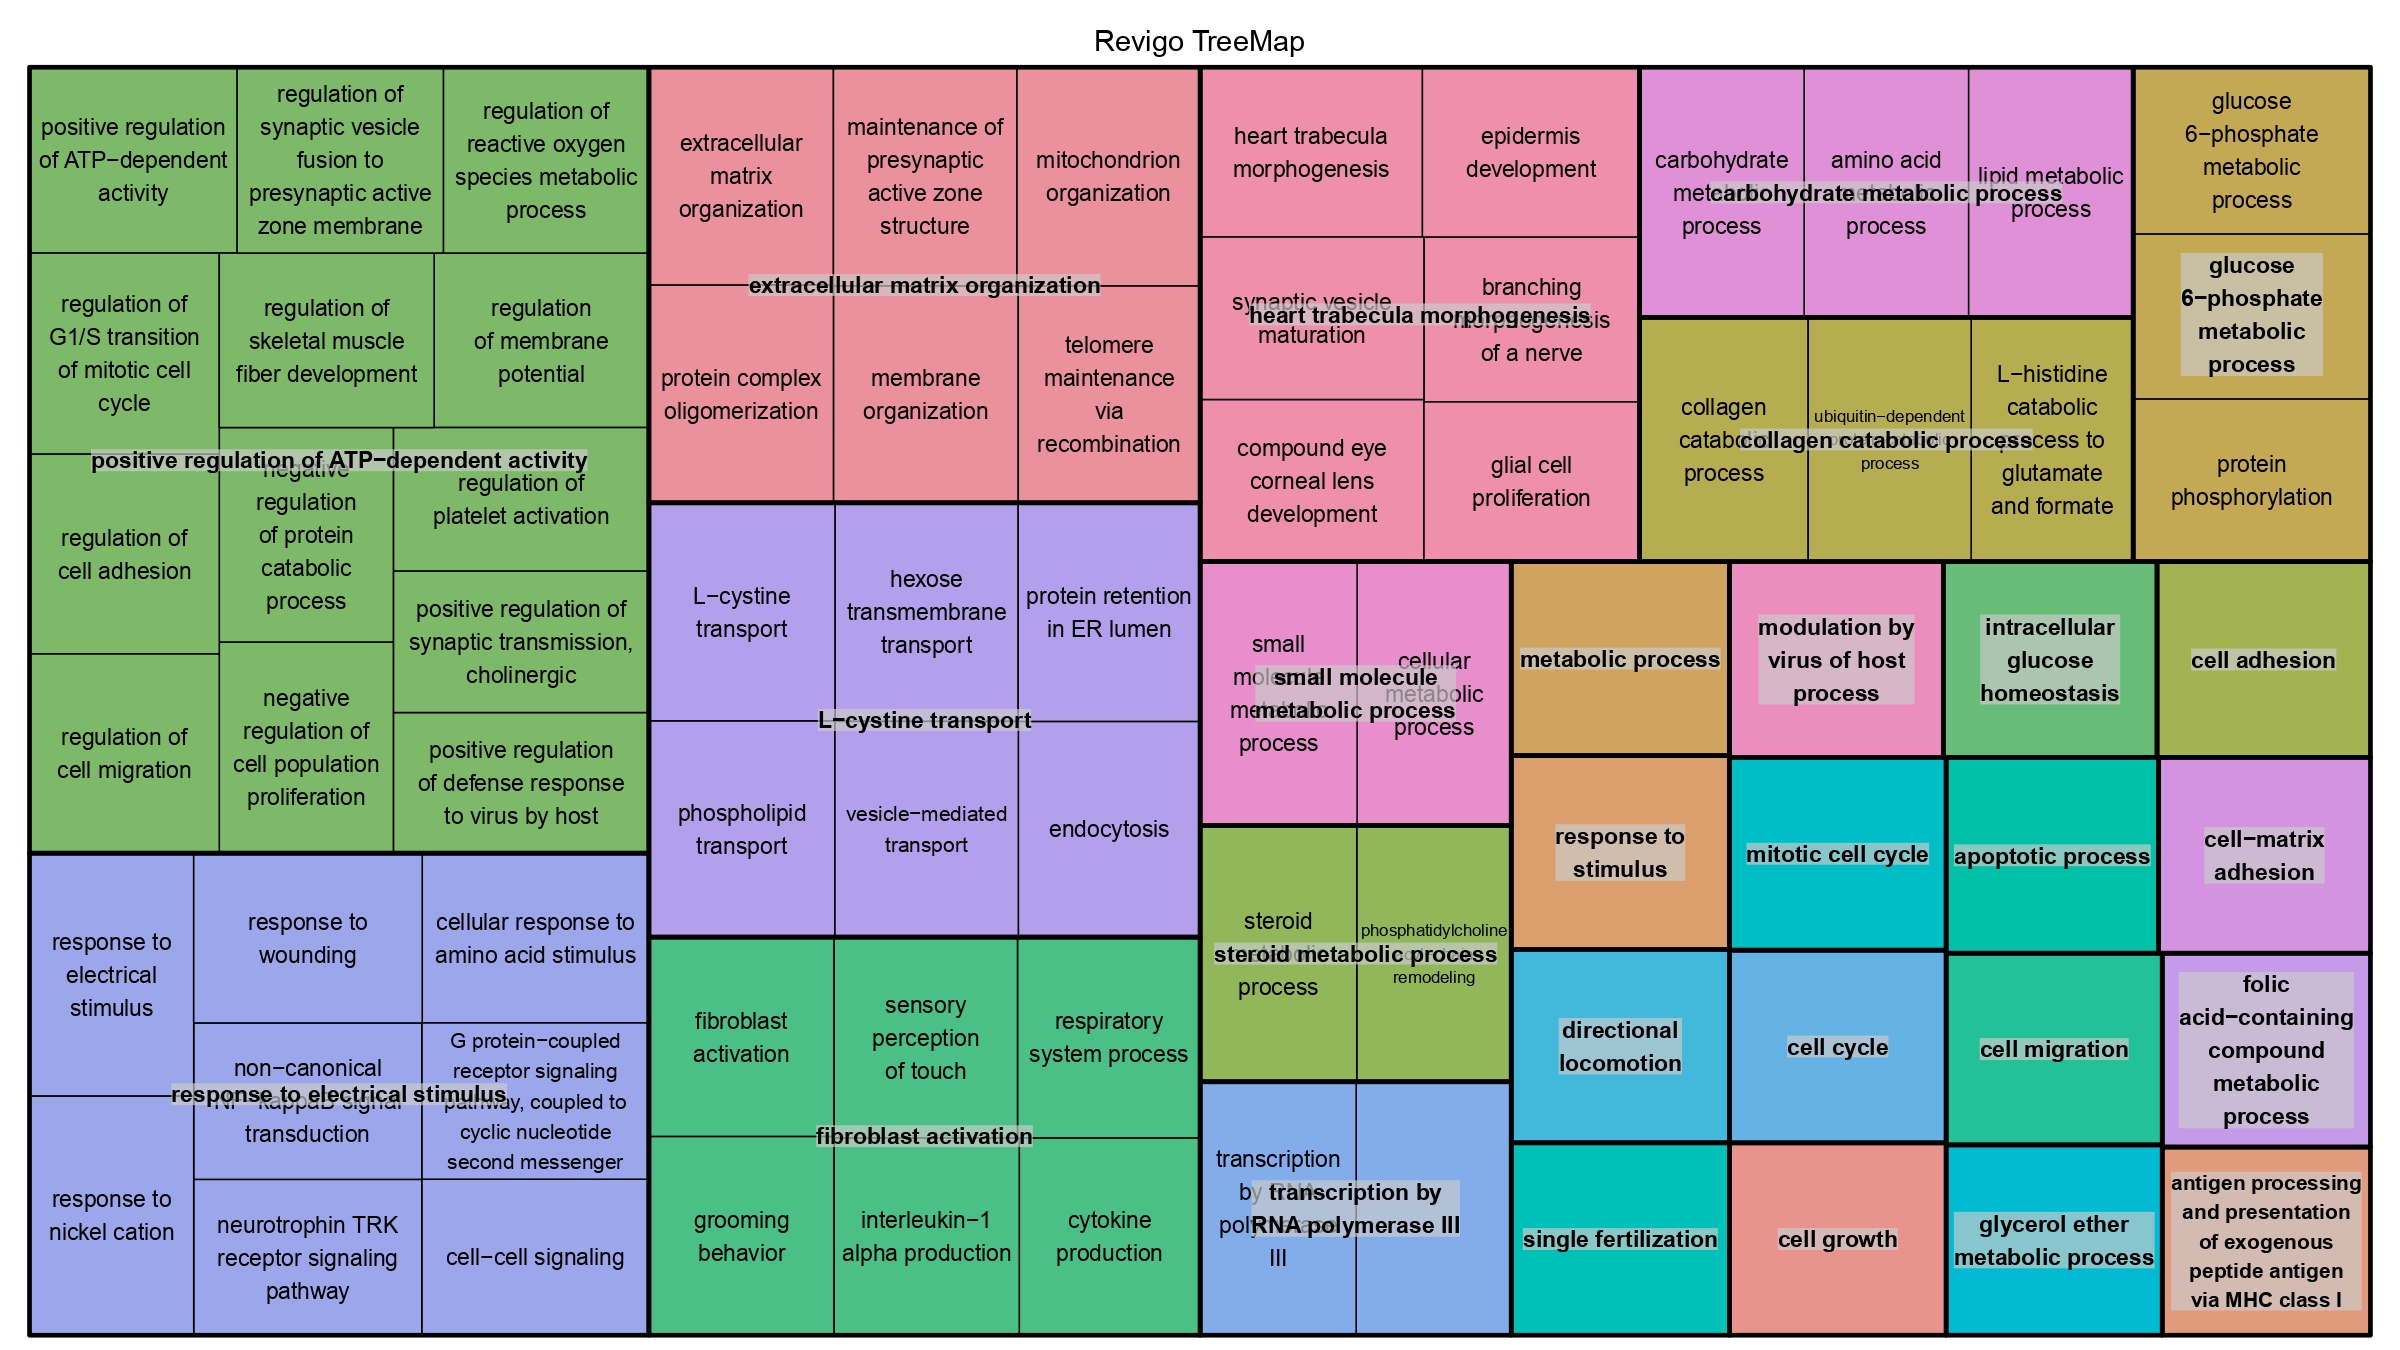 Revigo TreeMap
positive regulation
of ATP−dependent
activity
regulation of
synaptic vesicle
fusion to
presynaptic active
zone membrane
regulation of
reactive oxygen
species metabolic
process
regulation of
G1/S transition
of mitotic cell
cycle
regulation of
skeletal muscle
fiber development
regulation
of membrane
potential
positive regulation of ATP−dependent activity
regulation of
cell adhesion
negative
regulation
of protein
catabolic
process
regulation of
platelet activation
positive regulation of
synaptic transmission,
cholinergic
regulation of
cell migration
negative
regulation of
cell population
proliferation
positive regulation
of defense response
to virus by host
response to
electrical
stimulus
response to
wounding
cellular response to
amino acid stimulus
non−canonical
NF−kappaB signal
transduction
G protein−coupled
receptor signaling
pathway, coupled to
cyclic nucleotide
second messenger
response to electrical stimulus
response to
nickel cation
neurotrophin TRK
receptor signaling
pathway
cell−cell signaling
extracellular
matrix
organization
maintenance of
presynaptic
active zone
structure
mitochondrion
organization
extracellular matrix organization
protein complex
oligomerization
membrane
organization
telomere
maintenance
via
recombination
L−cystine
transport
hexose
transmembrane
transport
protein retention
in ER lumen
L−cystine transport
phospholipid
transport
vesicle−mediated
transport
endocytosis
fibroblast
activation
sensory
perception
of touch
respiratory
system process
fibroblast activation
grooming
behavior
interleukin−1
alpha production
cytokine
production
heart trabecula
morphogenesis
epidermis
development
synaptic vesicle
maturation
branching
morphogenesis
of a nerve
heart trabecula morphogenesis
compound eye
corneal lens
development
glial cell
proliferation
carbohydrate
metabolic
process
amino acid
metabolic
process
lipid metabolic
process
carbohydrate metabolic process
collagen
catabolic
process
ubiquitin−dependent
process
L−histidine
catabolic
process to
glutamate
and formate
collagen catabolic process
glucose
6−phosphate
metabolic
process
glucose
6−phosphate
metabolic
process
protein
phosphorylation
small
molecule
metabolic
process
cellular
metabolic
process
small molecule
metabolic process
steroid
metabolic
process
phosphatidylcholine
remodeling
steroid metabolic process
transcription
by RNA
polymerase
III
transcription by
RNA polymerase III
metabolic process
modulation by
virus of host
process
intracellular
glucose
homeostasis
cell adhesion
response to
stimulus
mitotic cell cycle
apoptotic process
cell−matrix
adhesion
directional
locomotion
cell cycle
cell migration
folic
acid−containing
compound
metabolic
process
single fertilization
cell growth
glycerol ether
metabolic process
antigen processing
and presentation
of exogenous
peptide antigen
via MHC class I